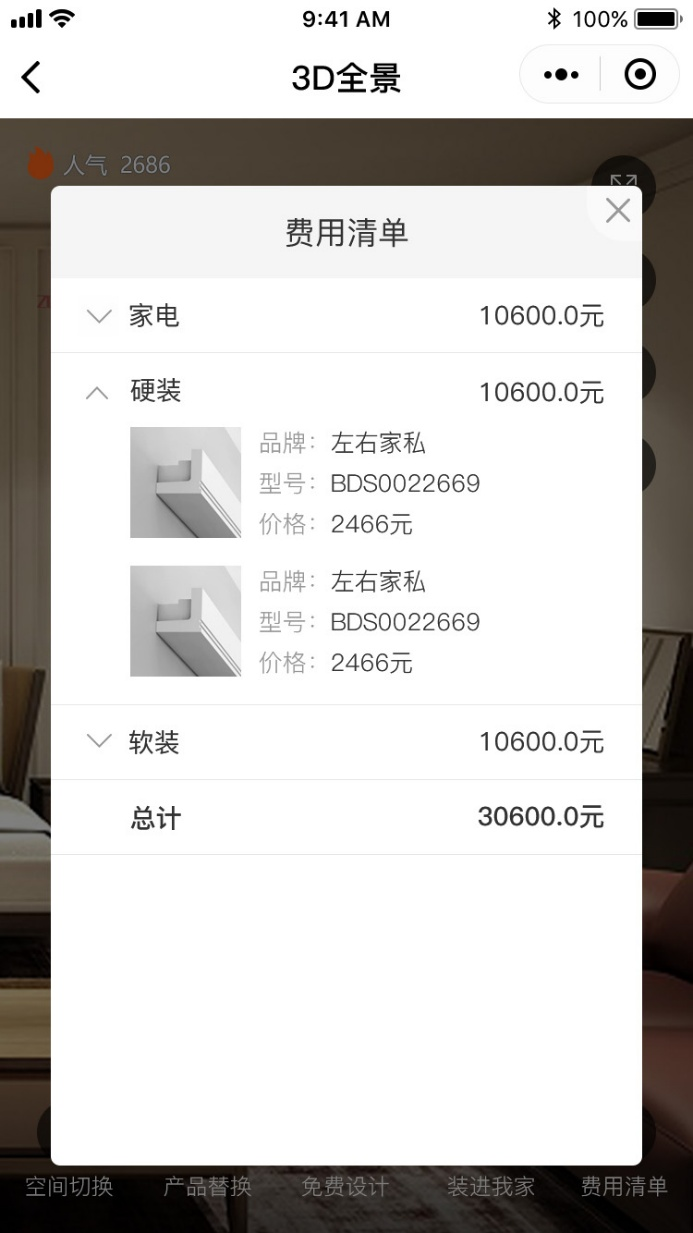 9:41 AM
100%
3D全景
人气 2686
费用清单
家电 10600.0元
硬装 10600.0元
品牌：左右家私
型号：BDS0022669
价格：2466元
品牌：左右家私
型号：BDS0022669
价格：2466元
软装 10600.0元
总计 30600.0元
空间切换 产品替换 免费设计 装进我家 费用清单